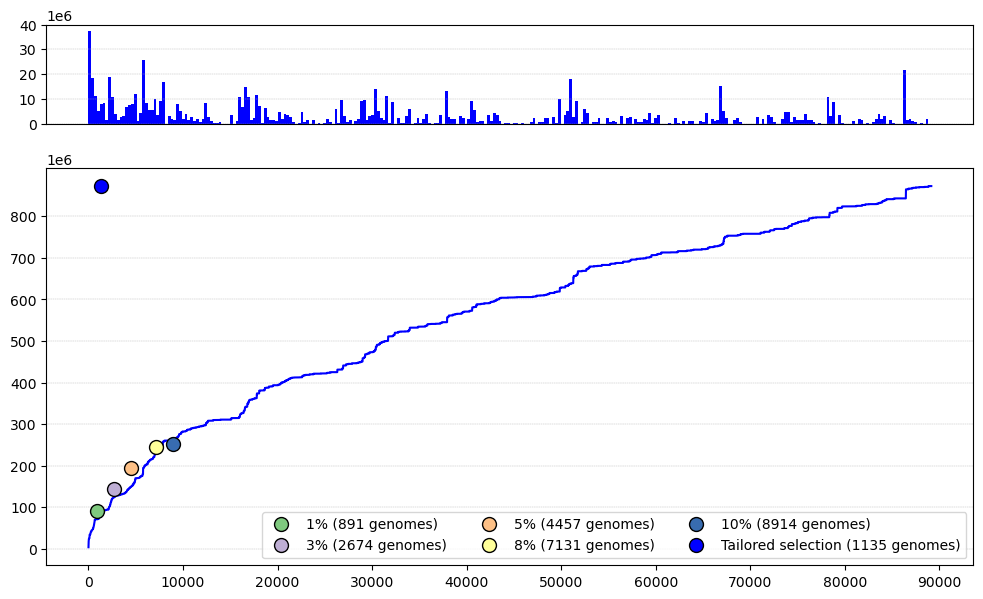 1e6
40
30
20
10
0
1e6
800
700
600
500
400
300
200
100
0
1% (891 genomes)
3% (2674 genomes)
5% (4457 genomes)
8% (7131 genomes)
10% (8914 genomes)
Tailored selection (1135 genomes)
0 10000 20000 30000 40000 50000 60000 70000 80000 90000